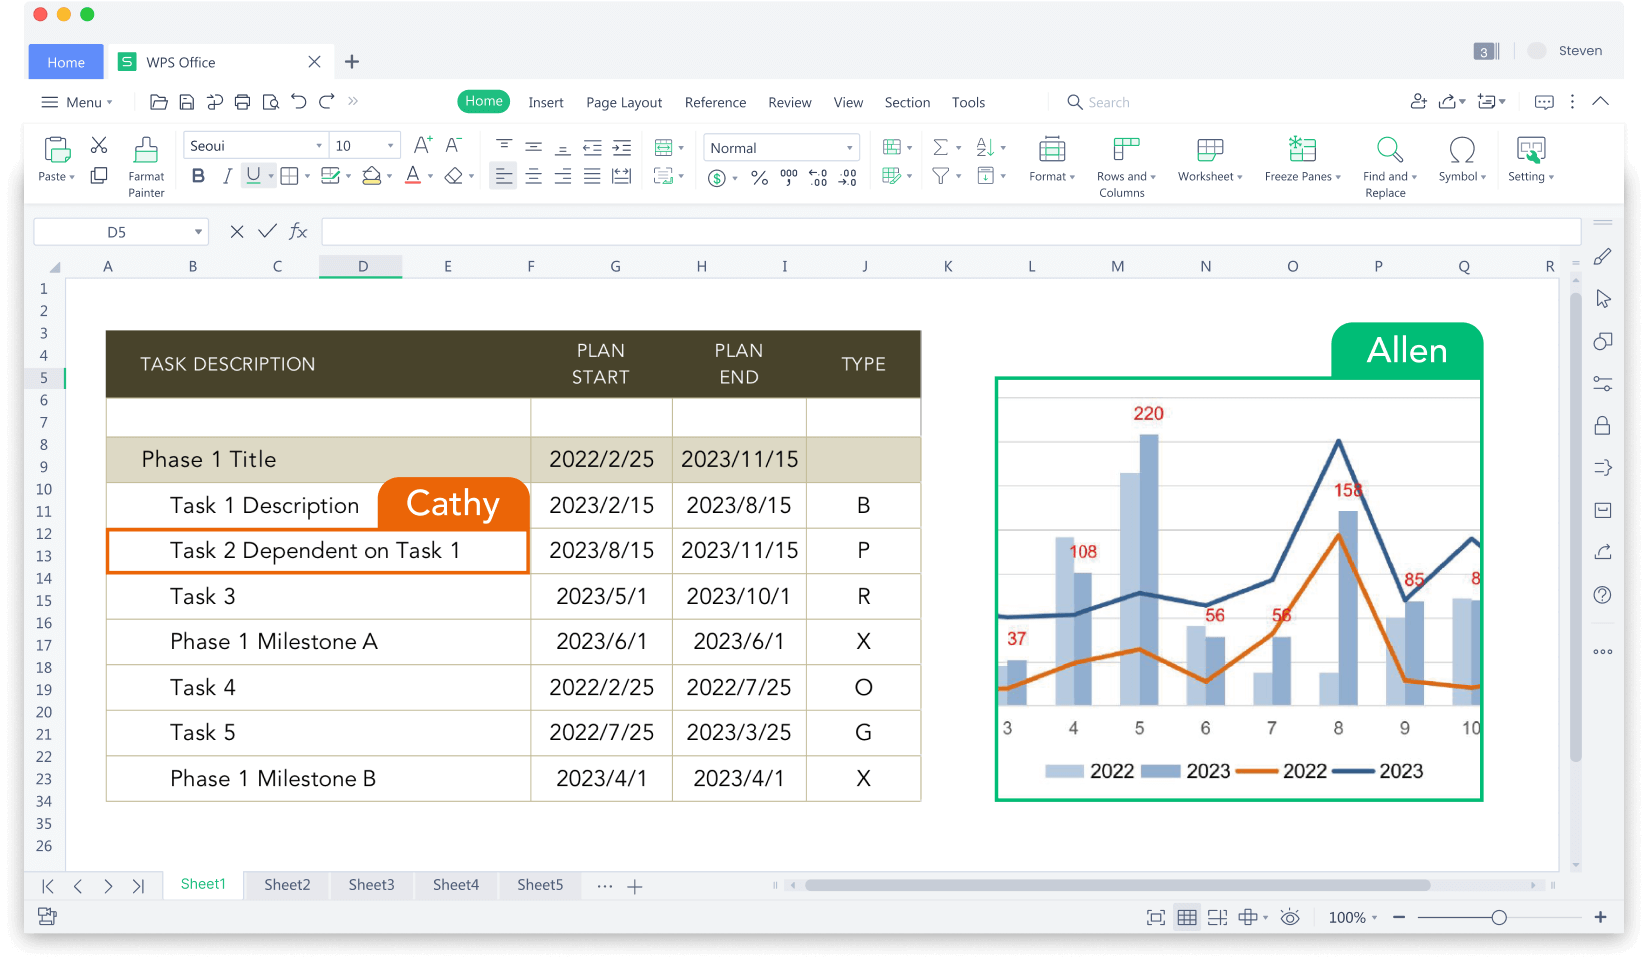 Home
WPS Office
3
Steven
Menu
Home Insert Page Layout Reference Review View Section Tools
Search
Paste
Farmat
Painter
Seoui
10
A+ A-
B I U A
Normal
$ % 000 ←.0 .00 .00 →.0
Format
Rows and
Columns
Worksheet
Freeze Panes
Find and
Replace
Symbol
Setting
D5
fx
A B C D E F G H I J K L M N O P Q R
1
2
3
4
5
6
7
8
9
10
11
12
13
14
15
16
17
18
19
20
21
22
23
34
35
26
TASK DESCRIPTION PLAN START PLAN END TYPE
Phase 1 Title 2022/2/25 2023/11/15
Task 1 Description 2023/2/15 2023/8/15 B
Cathy
Task 2 Dependent on Task 1 2023/8/15 2023/11/15 P
Task 3 2023/5/1 2023/10/1 R
Phase 1 Milestone A 2023/6/1 2023/6/1 X
Task 4 2022/2/25 2022/7/25 O
Task 5 2022/7/25 2023/3/25 G
Phase 1 Milestone B 2023/4/1 2023/4/1 X
Allen
220
158
108
85
8
56
56
37
3 4 5 6 7 8 9 10
2022 2023 2022 2023
Sheet1 Sheet2 Sheet3 Sheet4 Sheet5 ...
100%